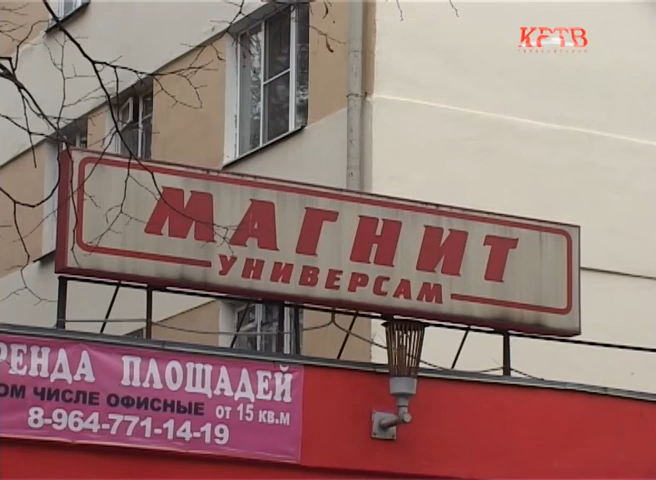 КРТВ
МАГНИТ
УНИВЕРСАМ
РЕНДА ПЛОЩАДЕЙ
ОМ ЧИСЛЕ ОФИСНЫЕ от 15 кв.м
8-964-771-14-19